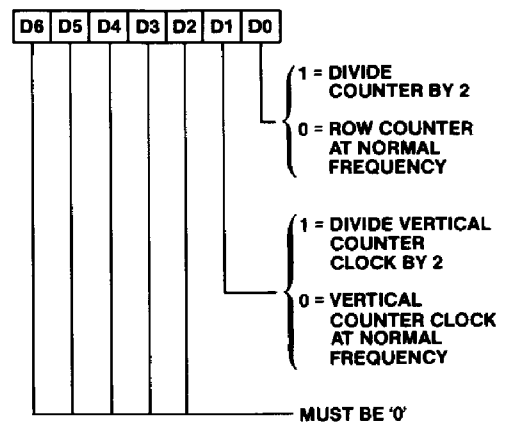 D6 D5 D4 D3 D2 D1 D0
1 = DIVIDE
COUNTER BY 2
0 = ROW COUNTER
AT NORMAL
FREQUENCY
1 = DIVIDE VERTICAL
COUNTER
CLOCK BY 2
0 = VERTICAL
COUNTER CLOCK
AT NORMAL
FREQUENCY
MUST BE '0'